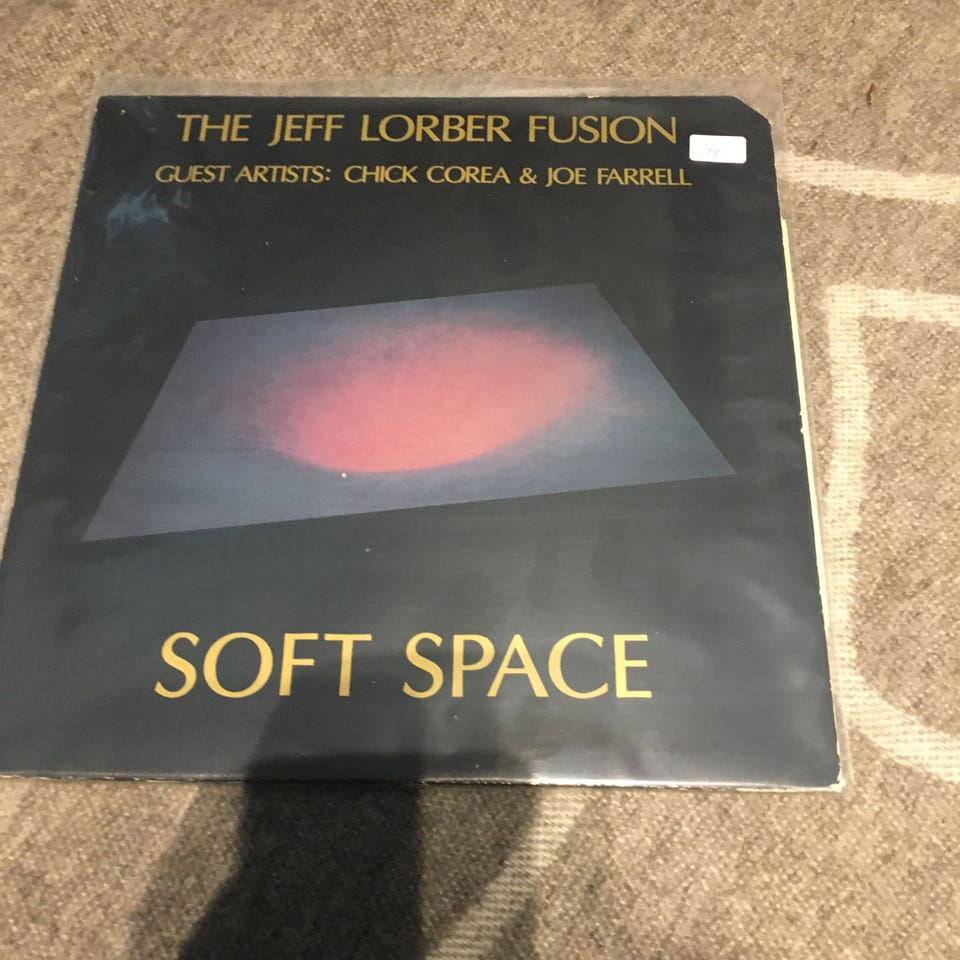 THE JEFF LORBER FUSION
GUEST ARTISTS: CHICK COREA & JOE FARRELL
SOFT SPACE